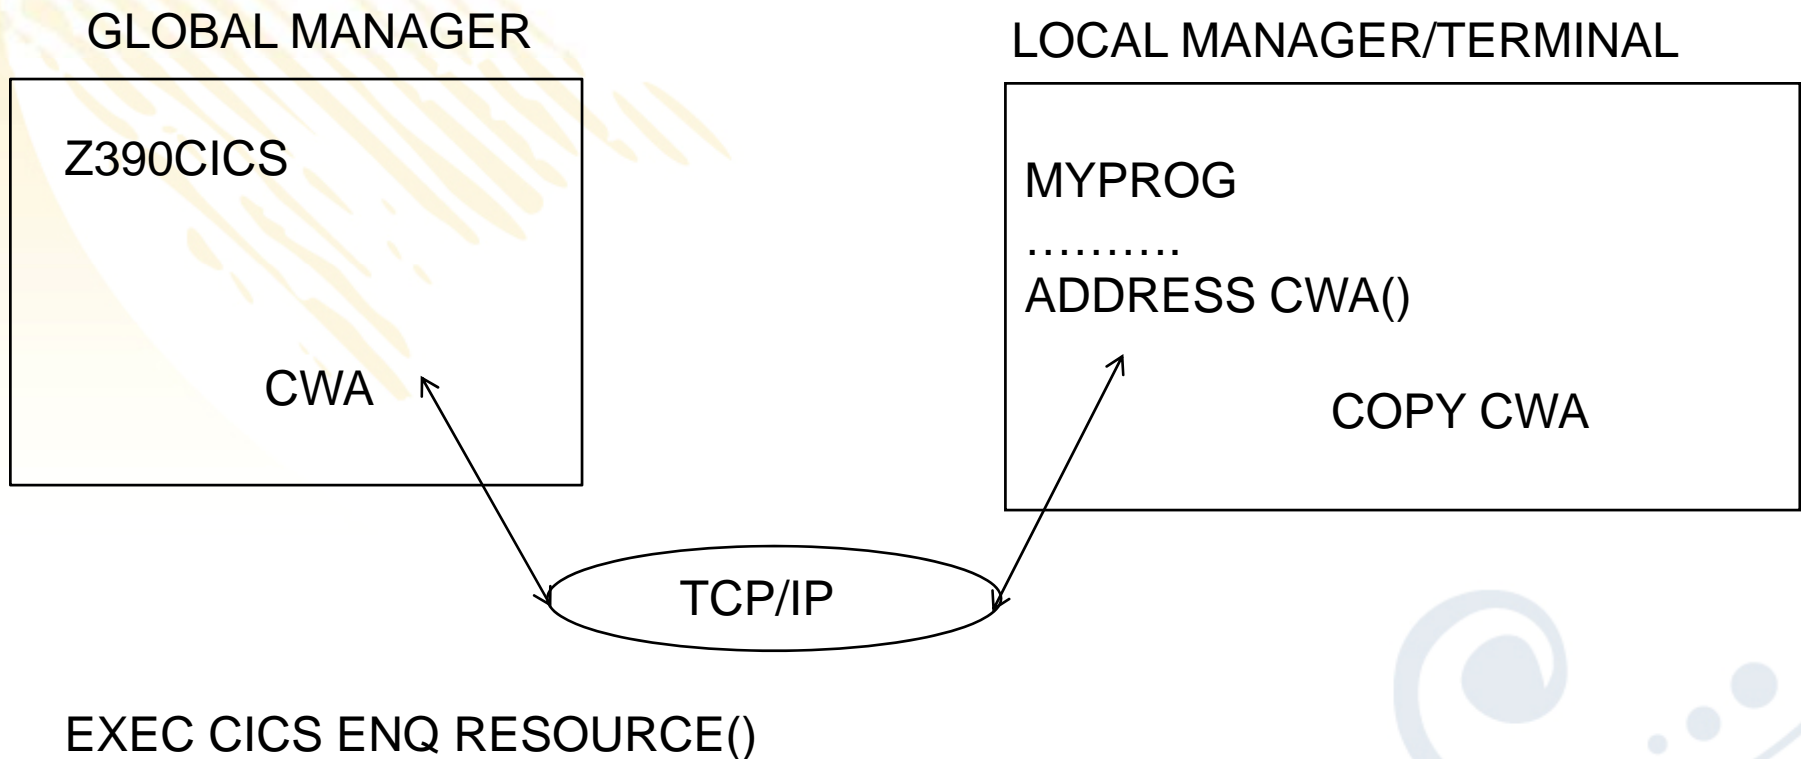 GLOBAL MANAGER
LOCAL MANAGER/TERMINAL
Z390CICS
CWA
MYPROG
……….
ADDRESS CWA()
COPY CWA
TCP/IP
EXEC CICS ENQ RESOURCE()